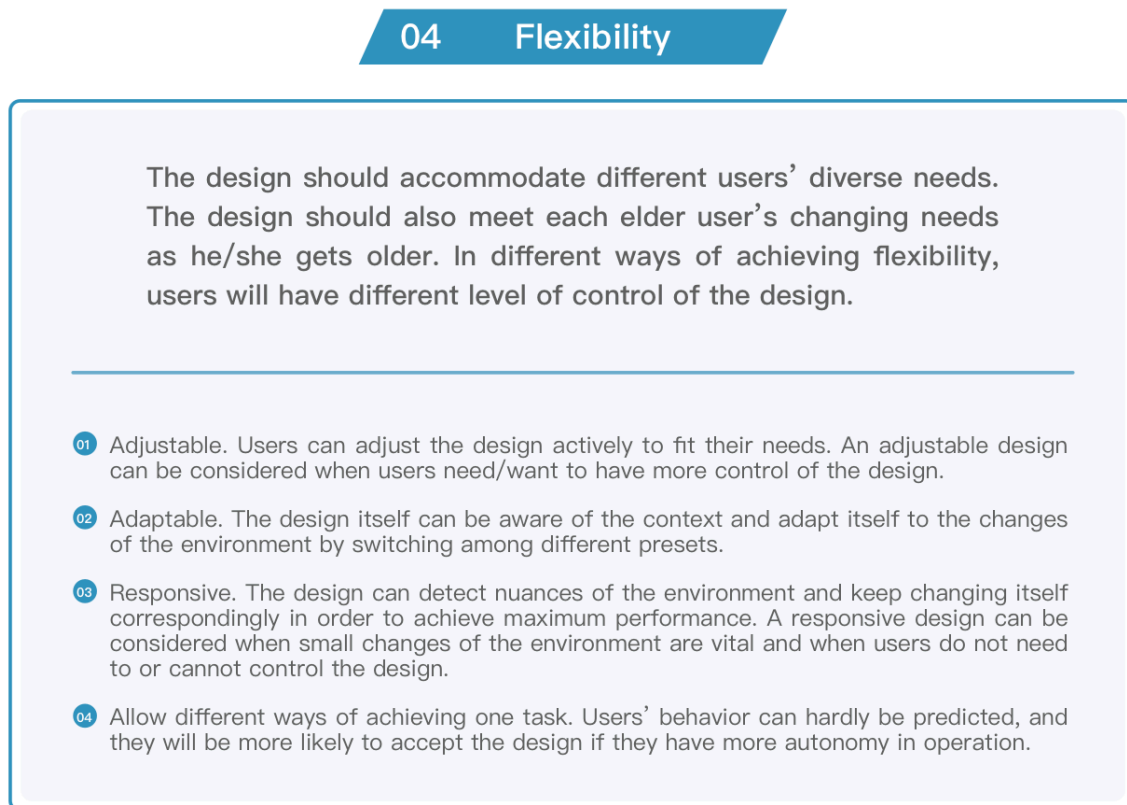 04 Flexibility
The design should accommodate different users’ diverse needs.
The design should also meet each elder user’s changing needs
as he/she gets older. In different ways of achieving flexibility,
users will have different level of control of the design.
01 Adjustable. Users can adjust the design actively to fit their needs. An adjustable design
can be considered when users need/want to have more control of the design.
02 Adaptable. The design itself can be aware of the context and adapt itself to the changes
of the environment by switching among different presets.
03 Responsive. The design can detect nuances of the environment and keep changing itself
correspondingly in order to achieve maximum performance. A responsive design can be
considered when small changes of the environment are vital and when users do not need
to or cannot control the design.
04 Allow different ways of achieving one task. Users’ behavior can hardly be predicted, and
they will be more likely to accept the design if they have more autonomy in operation.